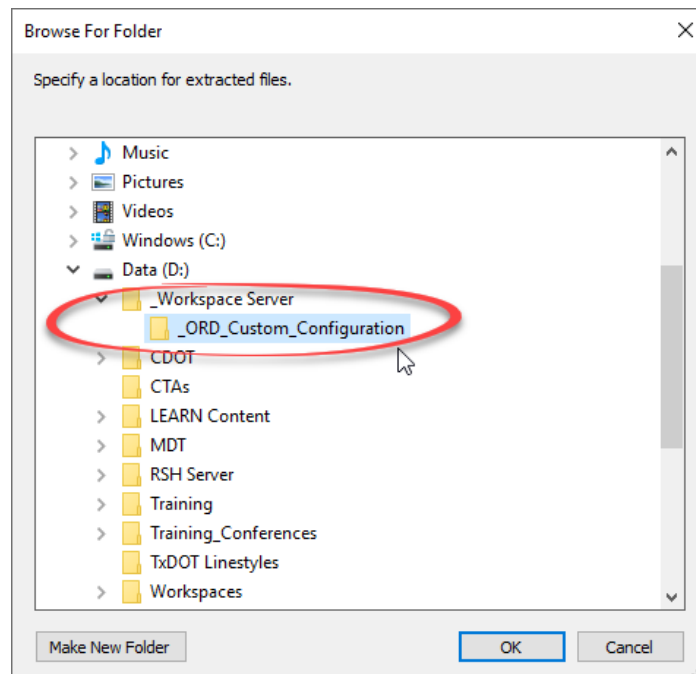 Browse For Folder
Specify a location for extracted files.
Music
Pictures
Videos
Windows (C:)
Data (D:)
_Workspace Server
_ORD_Custom_Configuration
CDOT
CTAs
LEARN Content
MDT
RSH Server
Training
Training_Conferences
TxDOT Linestyles
Workspaces
Make New Folder OK Cancel